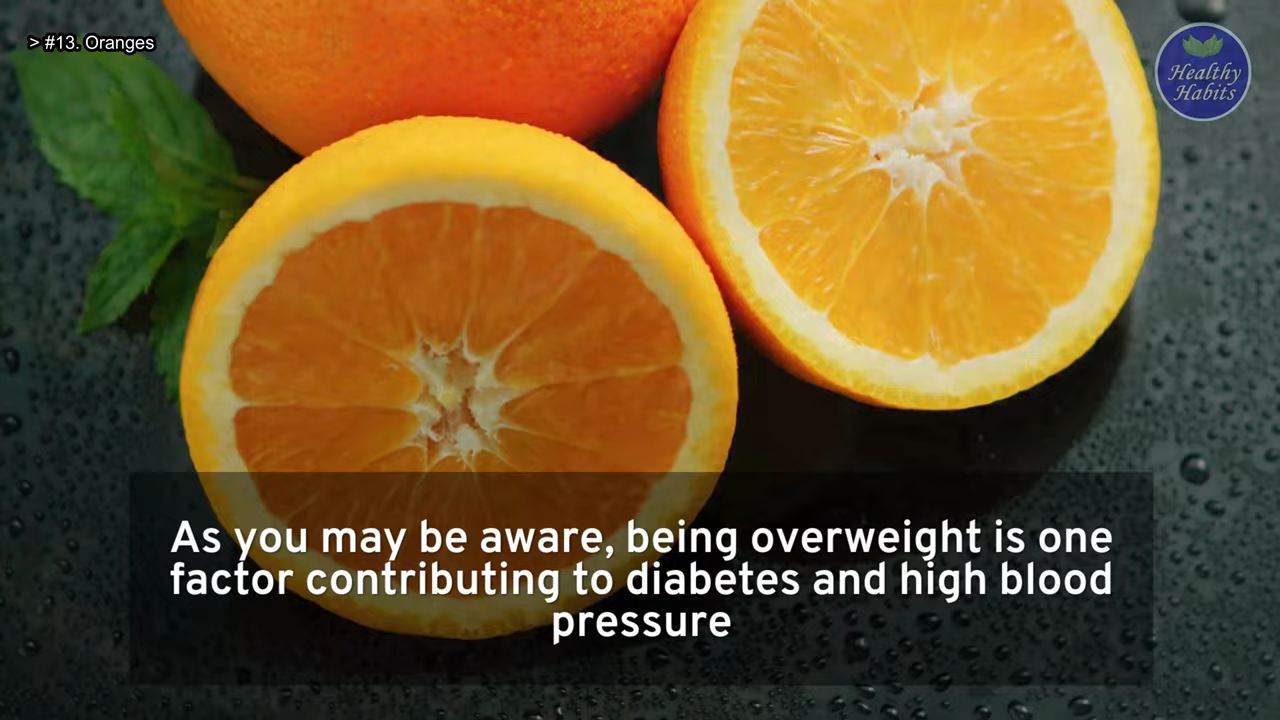 > #13. Oranges
Healthy
Habits
As you may be aware, being overweight is one
factor contributing to diabetes and high blood
pressure